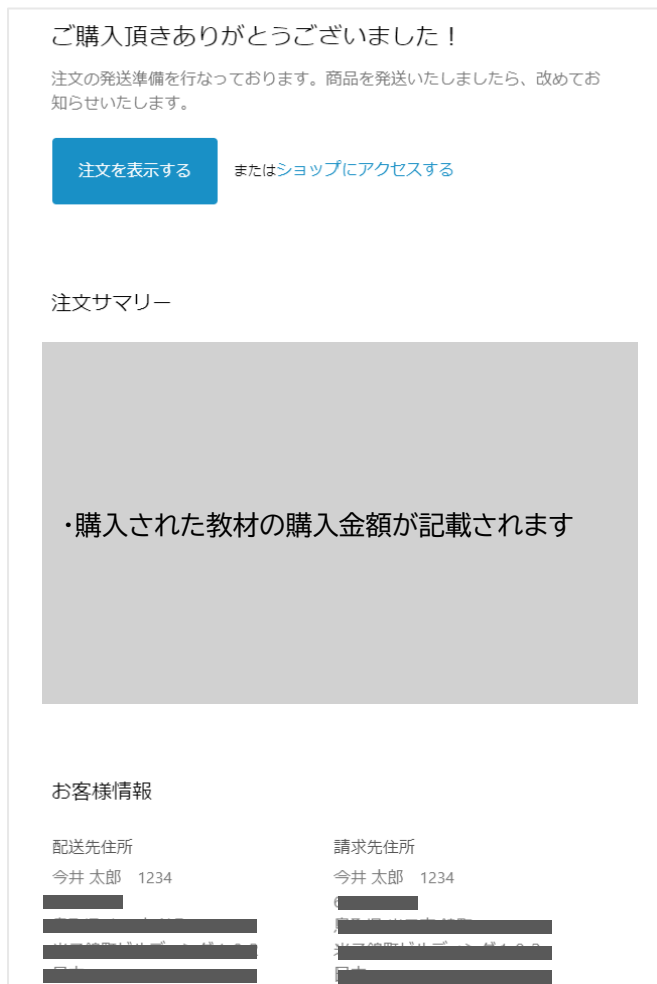 ご購入頂きありがとうございました！
注文の発送準備を行なっております。商品を発送いたしましたら、改めてお
知らせいたします。
注文を表示する またはショップにアクセスする
注文サマリー
・購入された教材の購入金額が記載されます
お客様情報
配送先住所
今井 太郎　1234
請求先住所
今井 太郎　1234